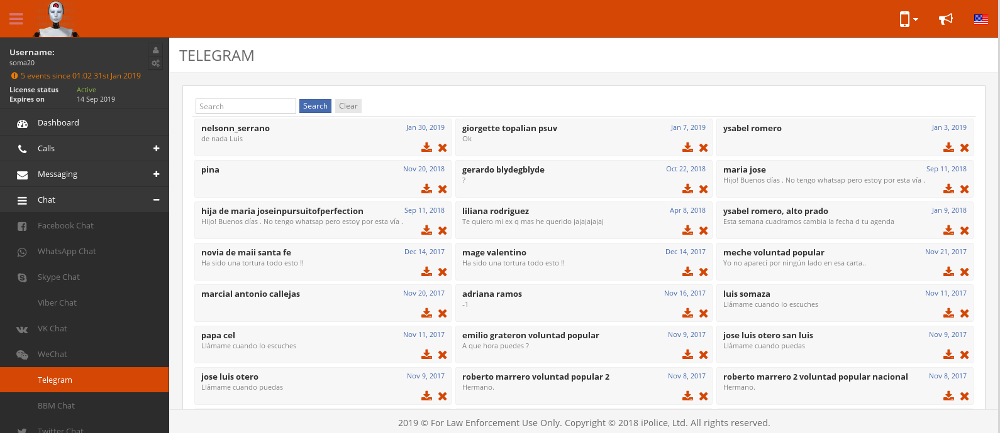 Username:
soma20
5 events since 01:02 31st Jan 2019
License status Active
Expires on 14 Sep 2019
Dashboard
Calls
Messaging
Chat
Facebook Chat
WhatsApp Chat
Skype Chat
Viber Chat
VK Chat
WeChat
Telegram
BBM Chat
Twitter Chat
TELEGRAM
Search Search Clear
nelsonn_serrano Jan 30, 2019
de nada Luis
giorgette topalian psuv Jan 7, 2019
Ok
ysabel romero Jan 3, 2019
pina Nov 20, 2018
gerardo blydegblyde Oct 22, 2018
?
maria jose Sep 11, 2018
Hijo! Buenos días . No tengo whatsap pero estoy por esta vía .
hija de maria joseinpursuitofperfection Sep 11, 2018
Hijo! Buenos días . No tengo whatsap pero estoy por esta vía .
liliana rodriguez Apr 8, 2018
Te quiero mi ex q mas he querido jajajajajaj
ysabel romero, alto prado Jan 9, 2018
Esta semana cuadramos cambia la fecha d tu agenda
novia de maii santa fe Dec 14, 2017
Ha sido una tortura todo esto !!
mage valentino Dec 14, 2017
Ha sido una tortura todo esto !!
meche voluntad popular Nov 21, 2017
Yo no aparecí por ningún lado en esa carta..
marcial antonio callejas Nov 20, 2017
adriana ramos Nov 16, 2017
-1
luis somaza Nov 11, 2017
Llámame cuando lo escuches
papa cel Nov 11, 2017
Llámame cuando lo escuches
emilio grateron voluntad popular Nov 9, 2017
A que hora puedes ?
jose luis otero san luis Nov 9, 2017
Llámame cuando puedas
jose luis otero Nov 9, 2017
Llámame cuando puedas
roberto marrero voluntad popular 2 Nov 8, 2017
Hermano.
roberto marrero 2 voluntad popular nacional Nov 8, 2017
Hermano.
2019 © For Law Enforcement Use Only. Copyright © 2018 iPolice, Ltd. All rights reserved.